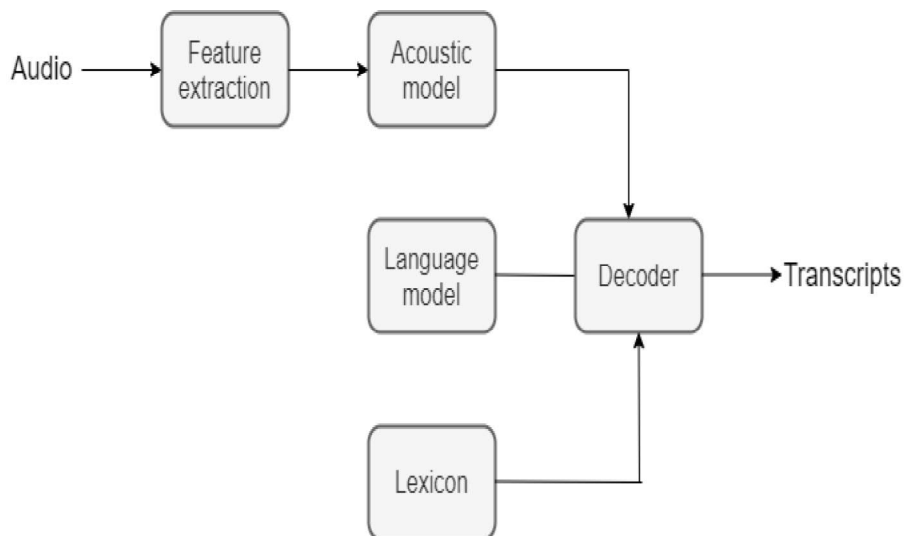 Audio
Feature
extraction
Acoustic
model
Language
model
Decoder
Transcripts
Lexicon